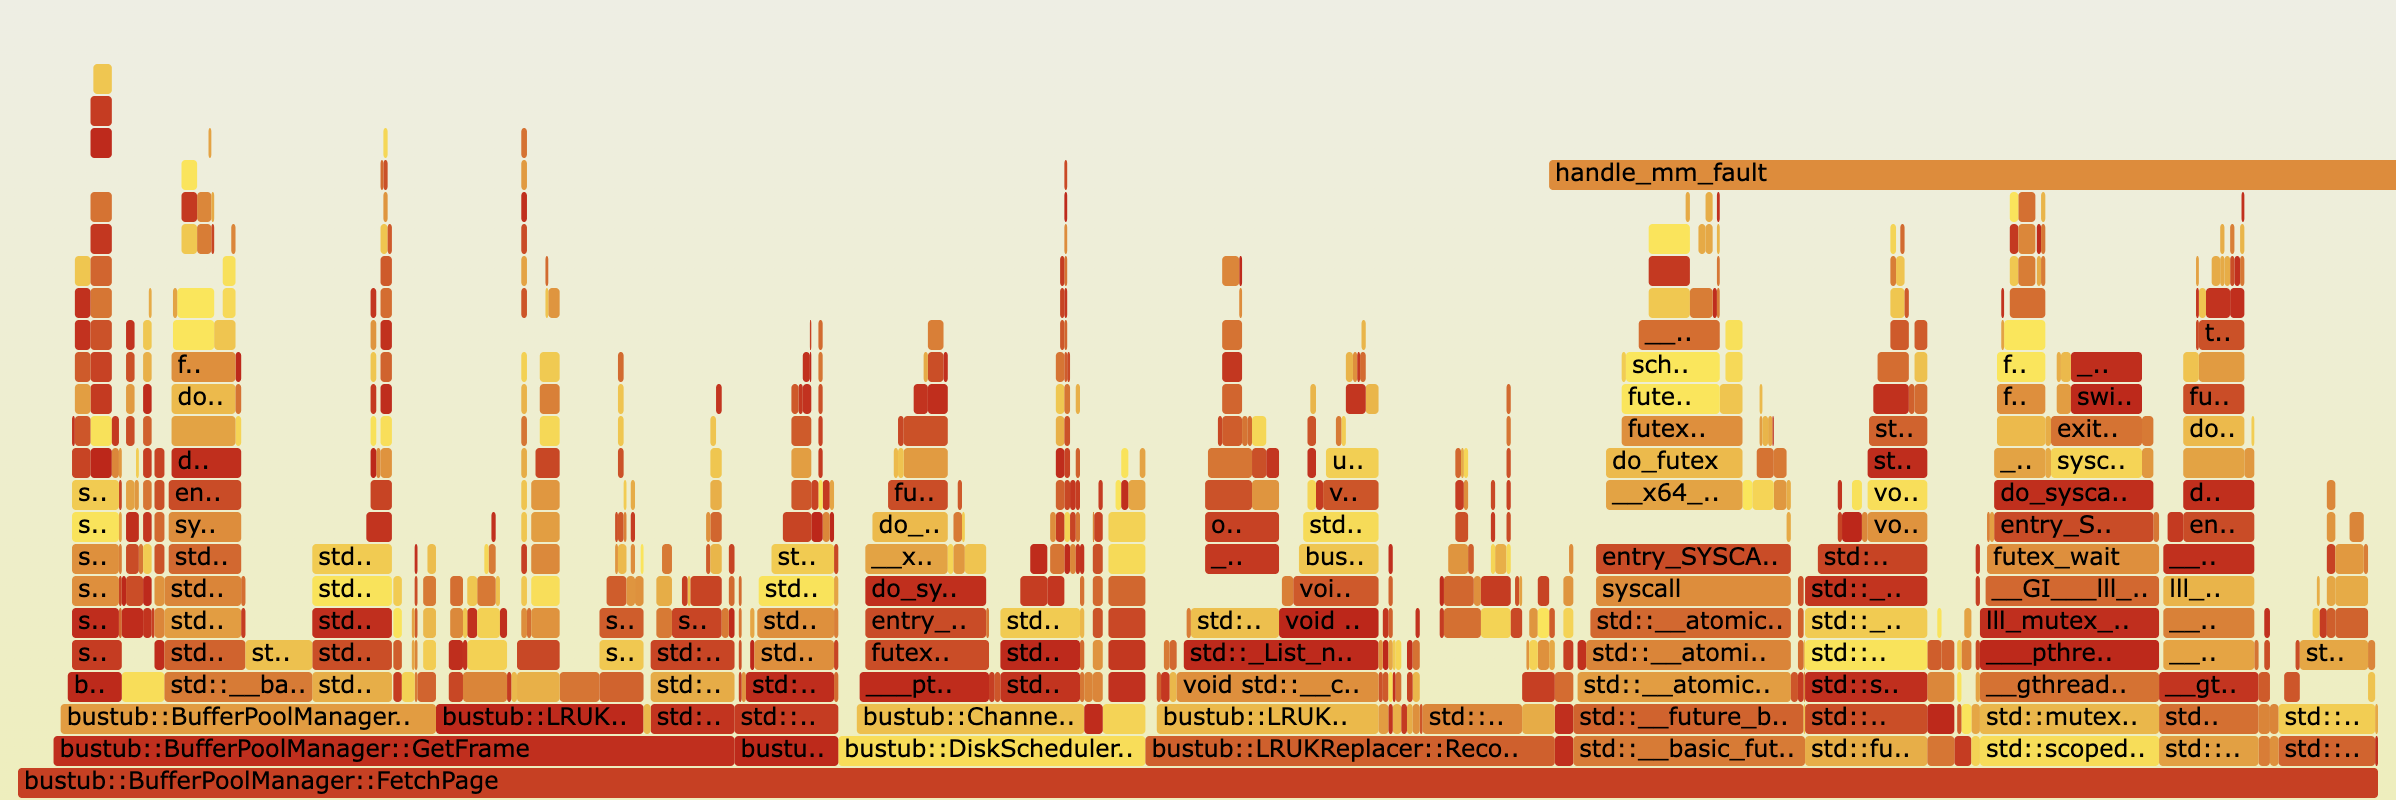 handle_mm_fault
__.. t..
f.. sch.. f.. _..
do.. fute.. f.. swi.. fu..
futex.. st.. exit.. do..
d.. u.. do_futex st.. _.. sysc..
s.. en.. fu.. v.. __x64_.. vo.. do_sysca.. d..
s.. sy.. do_.. o.. std.. vo.. entry_S.. en..
s.. std.. std.. st.. __x.. _.. bus.. entry_SYSCA.. std:.. futex_wait __..
s.. std.. std.. std.. do_sy.. voi.. syscall std::_.. __GI___lll_.. lll_..
s.. std.. std.. s.. s.. std.. entry_.. std.. std:.. void .. std::__atomic.. std::_.. lll_mutex_.. __..
s.. std.. st.. std.. s.. std:.. std.. futex.. std.. std::_List_n.. std::__atomi.. std::.. ___pthre.. __.. st..
b.. std::__ba.. std.. std:.. std:.. ___pt.. std.. void std::__c.. std::__atomic.. std::s.. __gthread.. __gt..
bustub::BufferPoolManager.. bustub::LRUK.. std:.. std::.. bustub::Channe.. bustub::LRUK.. std::.. std::__future_b.. std::.. std::mutex.. std.. std::..
bustub::BufferPoolManager::GetFrame bustu.. bustub::DiskScheduler.. bustub::LRUKReplacer::Reco.. std::__basic_fut.. std::fu.. std::scoped.. std::.. std::..
bustub::BufferPoolManager::FetchPage